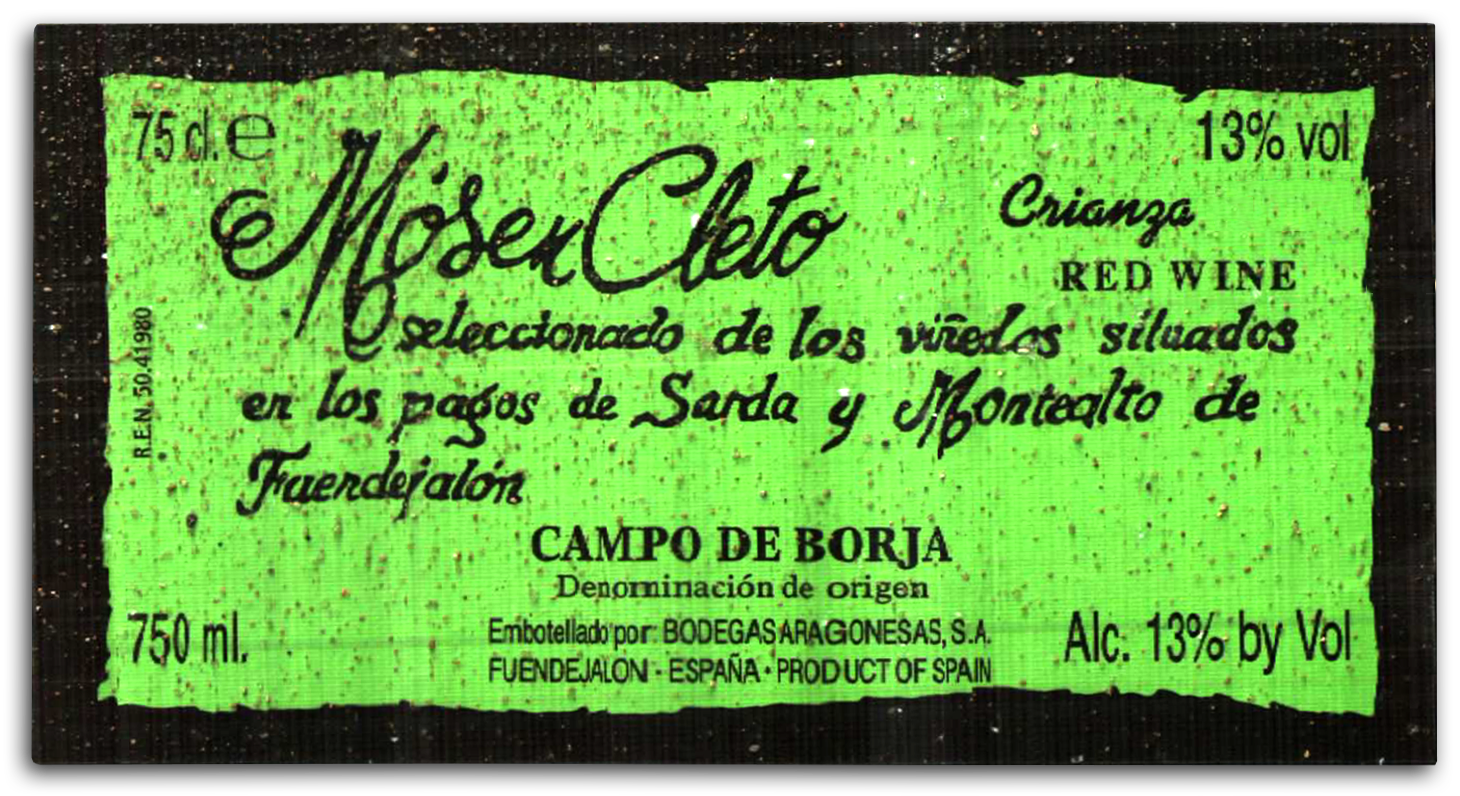 75 cl. e
13% vol
Mósen Cleto
Crianza
RED WINE
seleccionado de los viñedos situados
en los pagos de Sarda y Montealto de
Fuendejalón
R.E.N. 50.41980
CAMPO DE BORJA
Denominación de origen
750 ml.
Embotellado por: BODEGAS ARAGONESAS, S.A.
Alc. 13% by Vol
FUENDEJALON - ESPAÑA · PRODUCT OF SPAIN